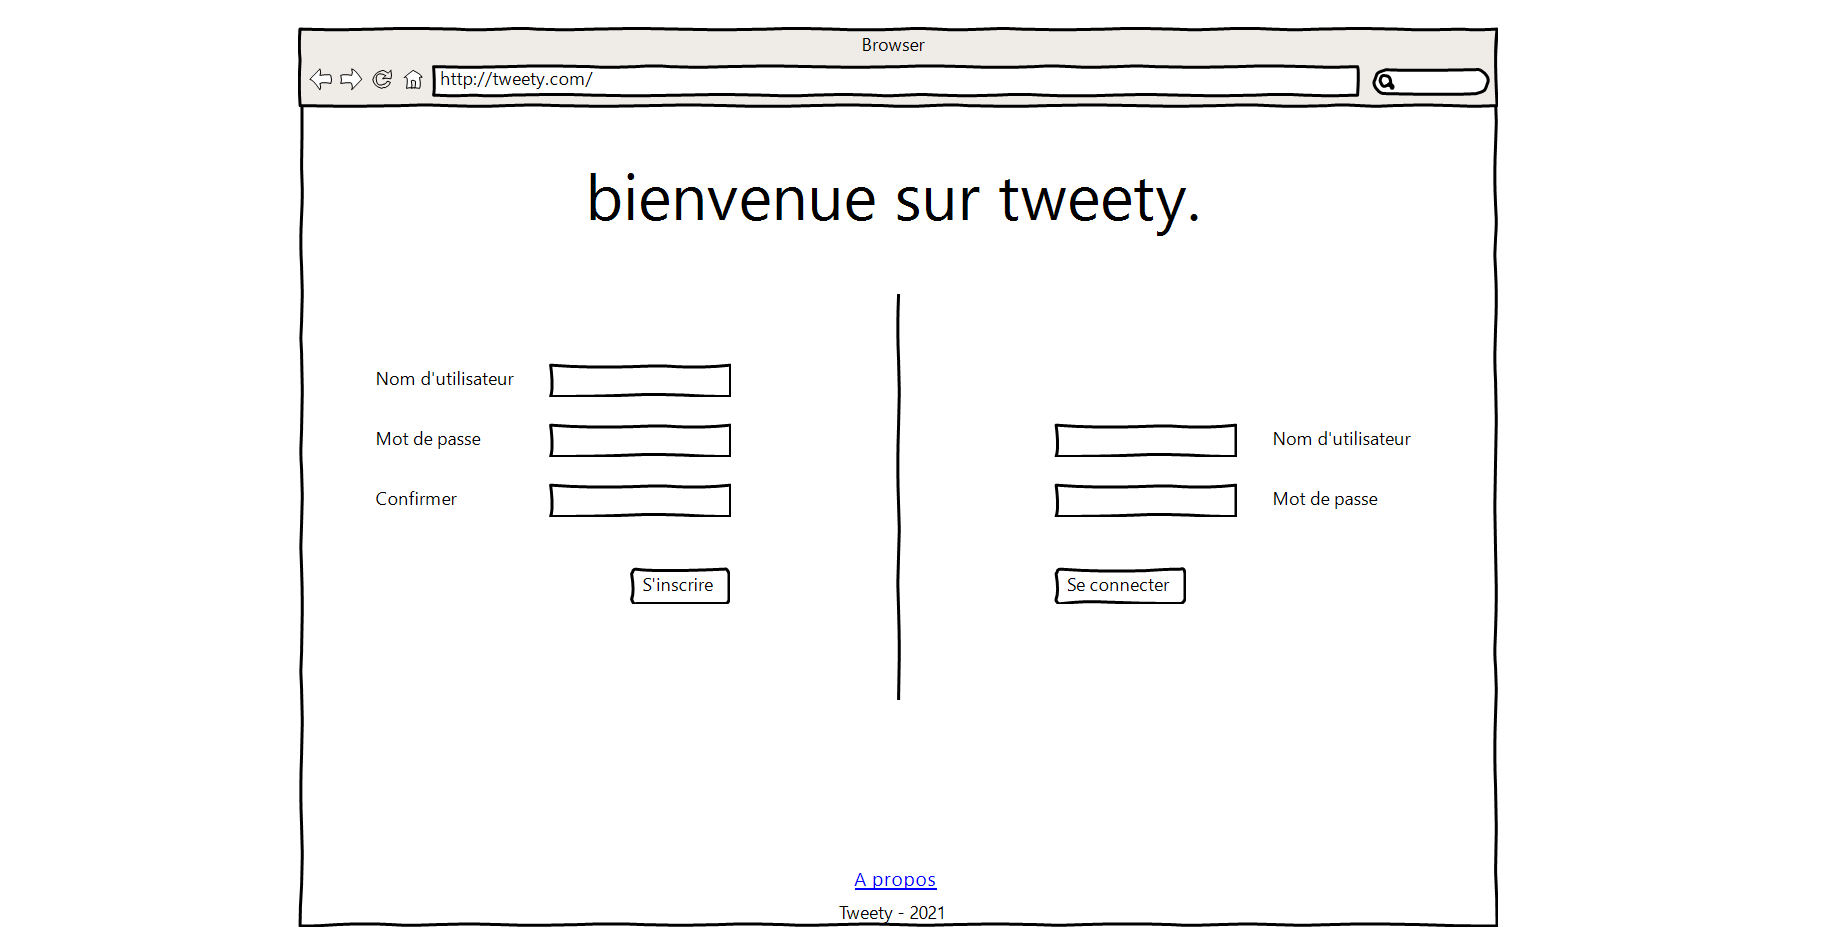 Browser
http://tweety.com/
bienvenue sur tweety.
Nom d'utilisateur
Mot de passe
Confirmer
S'inscrire
Nom d'utilisateur
Mot de passe
Se connecter
A propos
Tweety - 2021